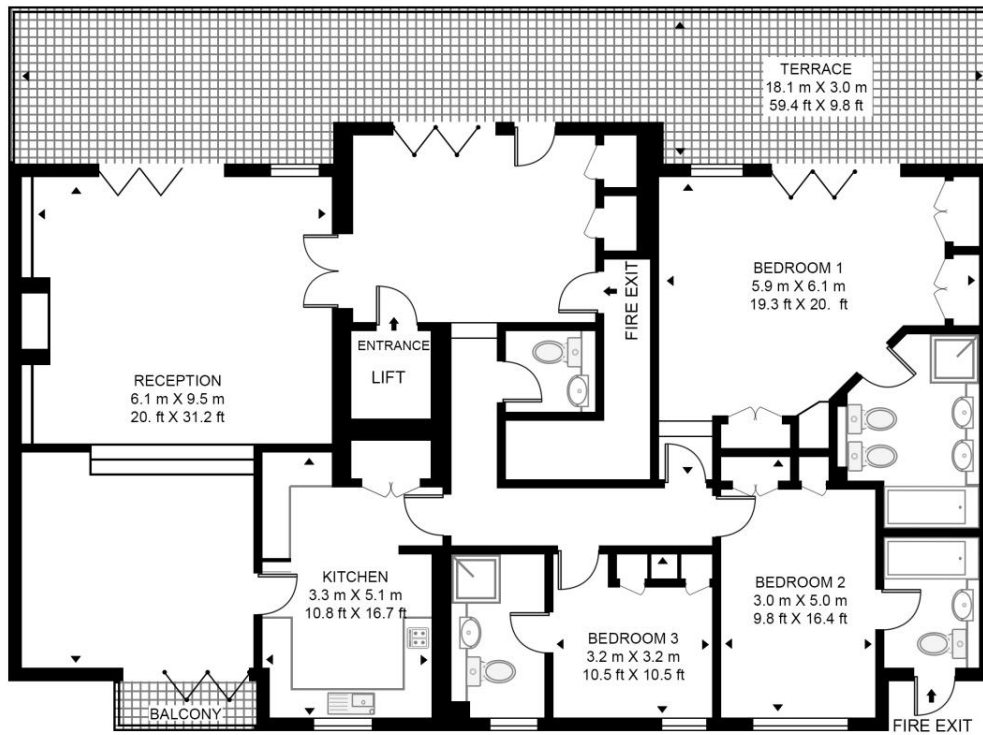 TERRACE
18.1 m X 3.0 m
59.4 ft X 9.8 ft
BEDROOM 1
5.9 m X 6.1 m
19.3 ft X 20. ft
FIRE EXIT
ENTRANCE
LIFT
RECEPTION
6.1 m X 9.5 m
20. ft X 31.2 ft
KITCHEN
3.3 m X 5.1 m
10.8 ft X 16.7 ft
BEDROOM 2
3.0 m X 5.0 m
9.8 ft X 16.4 ft
BEDROOM 3
3.2 m X 3.2 m
10.5 ft X 10.5 ft
BALCONY
FIRE EXIT